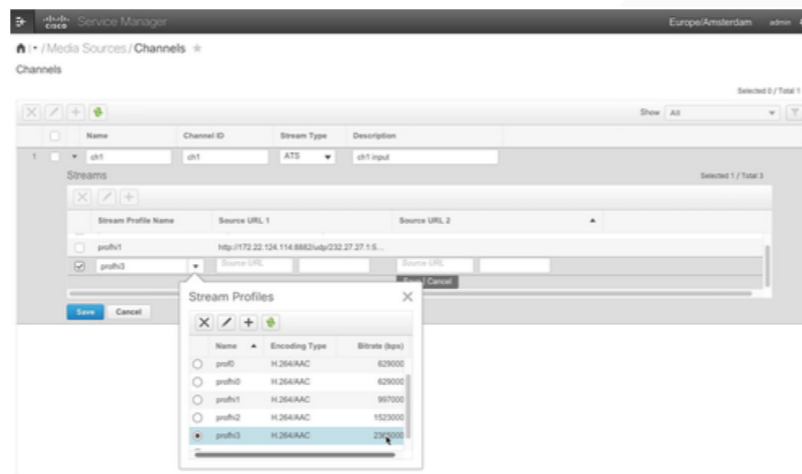 cisco Service Manager
Europe/Amsterdam admin
/Media Sources/Channels
Channels
Selected 0 / Total 1
Show All
Name Channel ID Stream Type Description
1 ch1 ch1 ATS ch1 input
Streams
Selected 1 / Total 3
Stream Profile Name Source URL 1 Source URL 2
profhi1 http://172.22.124.114:8882/udp/232.27.27.1:5...
profhi3 Source URL Source URL
Save | Cancel
Save Cancel
Stream Profiles
Name Encoding Type Bitrate (bps)
prof0 H.264/AAC 629000
profhi0 H.264/AAC 629000
profhi1 H.264/AAC 997000
profhi2 H.264/AAC 1523000
profhi3 H.264/AAC